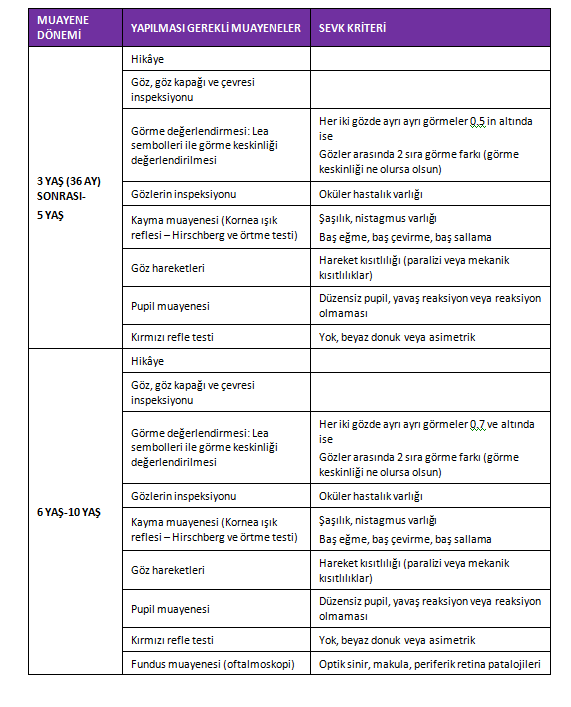 MUAYENE
DÖNEMİ
YAPILMASI GEREKLİ MUAYENELER
SEVK KRİTERİ
3 YAŞ (36 AY)
SONRASI-
5 YAŞ
Hikâye
Göz, göz kapağı ve çevresi
inspeksiyonu
Görme değerlendirmesi: Lea
sembolleri ile görme keskinliği
değerlendirilmesi
Her iki gözde ayrı ayrı görmeler 0,5 in altında
ise
Gözler arasında 2 sıra görme farkı (görme
keskinliği ne olursa olsun)
Gözlerin inspeksiyonu
Oküler hastalık varlığı
Kayma muayenesi (Kornea ışık
reflesi – Hirschberg ve örtme testi)
Şaşılık, nistagmus varlığı
Baş eğme, baş çevirme, baş sallama
Göz hareketleri
Hareket kısıtlılığı (paralizi veya mekanik
kısıtlılıklar)
Pupil muayenesi
Düzensiz pupil, yavaş reaksiyon veya reaksiyon
olmaması
Kırmızı refle testi
Yok, beyaz donuk veya asimetrik
6 YAŞ-10 YAŞ
Hikâye
Göz, göz kapağı ve çevresi
inspeksiyonu
Görme değerlendirmesi: Lea
sembolleri ile görme keskinliği
değerlendirilmesi
Her iki gözde ayrı ayrı görmeler 0,7 ve altında
ise
Gözler arasında 2 sıra görme farkı (görme
keskinliği ne olursa olsun)
Gözlerin inspeksiyonu
Oküler hastalık varlığı
Kayma muayenesi (Kornea ışık
reflesi – Hirschberg ve örtme testi)
Şaşılık, nistagmus varlığı
Baş eğme, baş çevirme, baş sallama
Göz hareketleri
Hareket kısıtlılığı (paralizi veya mekanik
kısıtlılıklar)
Pupil muayenesi
Düzensiz pupil, yavaş reaksiyon veya reaksiyon
olmaması
Kırmızı refle testi
Yok, beyaz donuk veya asimetrik
Fundus muayenesi (oftalmoskopi)
Optik sinir, makula, periferik retina patalojileri